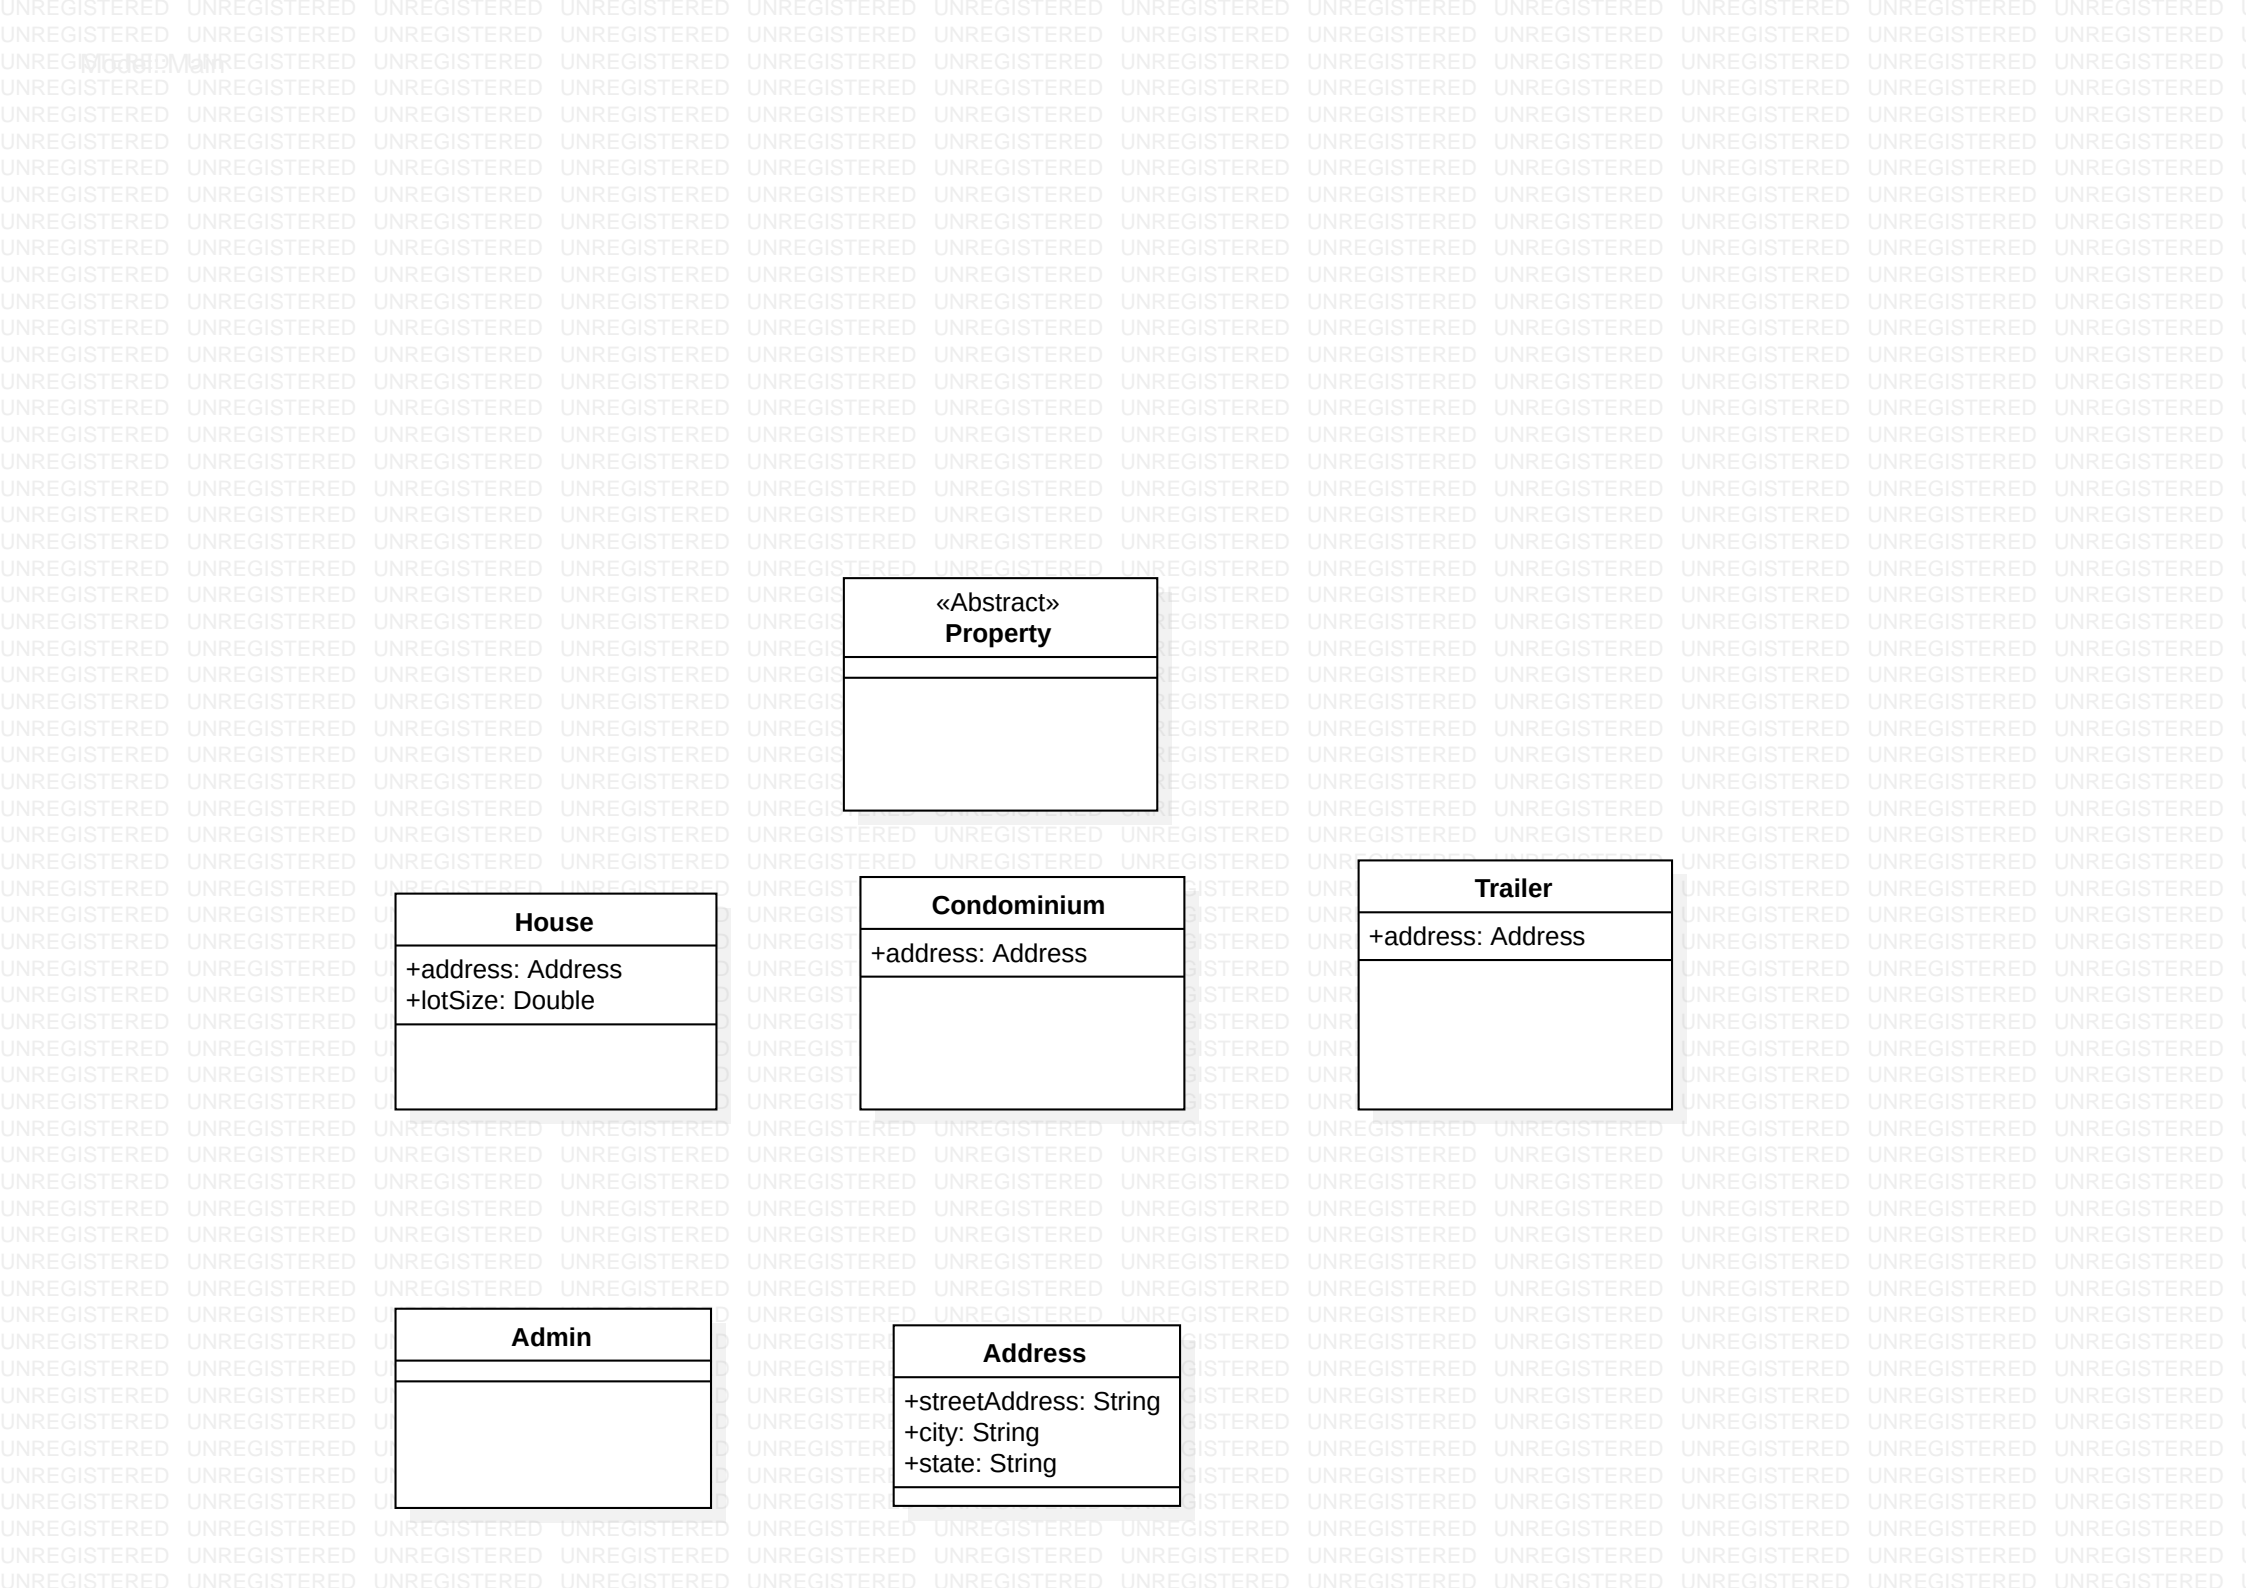 Model::Main
«Abstract»
Property
House
+address: Address
+lotSize: Double
Condominium
+address: Address
Trailer
+address: Address
Admin
Address
+streetAddress: String
+city: String
+state: String
UNREGISTERED